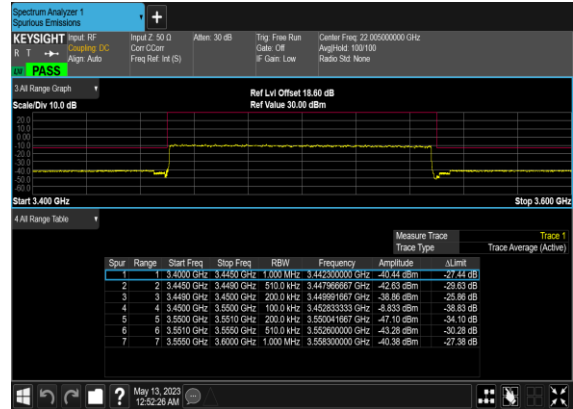 Spectrum Analyzer 1
Spurious Emissions
KEYSIGHT Input: RF Input Z: 50 Ω Atten: 30 dB Trig: Free Run Center Freq: 22.005000000 GHz
R T Coupling: DC Corr CCorr Gate: Off Avg|Hold: 100/100
Align: Auto Freq Ref: Int (S) IF Gain: Low Radio Std: None
PASS
3 All Range Graph
Ref Lvl Offset 18.60 dB
Scale/Div 10.0 dB Ref Value 30.00 dBm
20.0
10.0
0.00
-10.0
-20.0
-30.0
-40.0
-50.0
-60.0
Start 3.400 GHz Stop 3.600 GHz
4 All Range Table
Measure Trace Trace 1
Trace Type Trace Average (Active)
Spur Range Start Freq Stop Freq RBW Frequency Amplitude ΔLimit
1 1 3.4000 GHz 3.4450 GHz 1.000 MHz 3.442300000 GHz -40.44 dBm -27.44 dB
2 2 3.4450 GHz 3.4490 GHz 510.0 kHz 3.447966667 GHz -42.63 dBm -29.63 dB
3 3 3.4490 GHz 3.4500 GHz 200.0 kHz 3.449991667 GHz -38.86 dBm -25.86 dB
4 4 3.4500 GHz 3.5500 GHz 100.0 kHz 3.452833333 GHz -8.833 dBm -38.83 dB
5 5 3.5500 GHz 3.5510 GHz 200.0 kHz 3.550041667 GHz -47.10 dBm -34.10 dB
6 6 3.5510 GHz 3.5550 GHz 510.0 kHz 3.552600000 GHz -43.28 dBm -30.28 dB
7 7 3.5550 GHz 3.6000 GHz 1.000 MHz 3.558300000 GHz -40.38 dBm -27.38 dB
May 13, 2023
12:52:26 AM